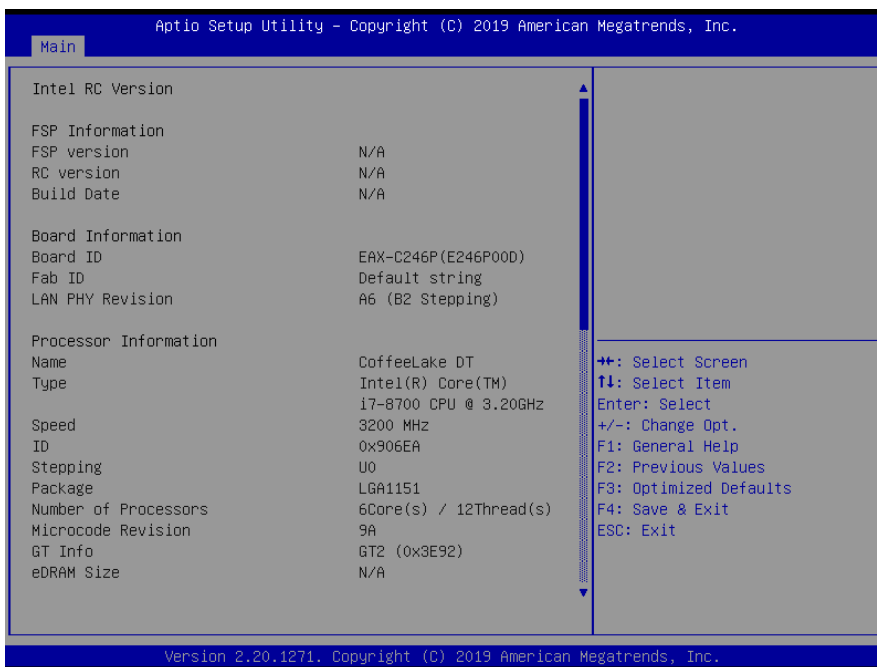 Aptio Setup Utility – Copyright (C) 2019 American Megatrends, Inc.
Main
Intel RC Version
FSP Information
FSP version N/A
RC version N/A
Build Date N/A
Board Information
Board ID EAX-C246P(E246P00D)
Fab ID Default string
LAN PHY Revision A6 (B2 Stepping)
Processor Information
Name CoffeeLake DT
Type Intel(R) Core(TM)
i7-8700 CPU @ 3.20GHz
Speed 3200 MHz
ID 0x906EA
Stepping U0
Package LGA1151
Number of Processors 6Core(s) / 12Thread(s)
Microcode Revision 9A
GT Info GT2 (0x3E92)
eDRAM Size N/A
→←: Select Screen
↑↓: Select Item
Enter: Select
+/-: Change Opt.
F1: General Help
F2: Previous Values
F3: Optimized Defaults
F4: Save & Exit
ESC: Exit
Version 2.20.1271. Copyright (C) 2019 American Megatrends, Inc.